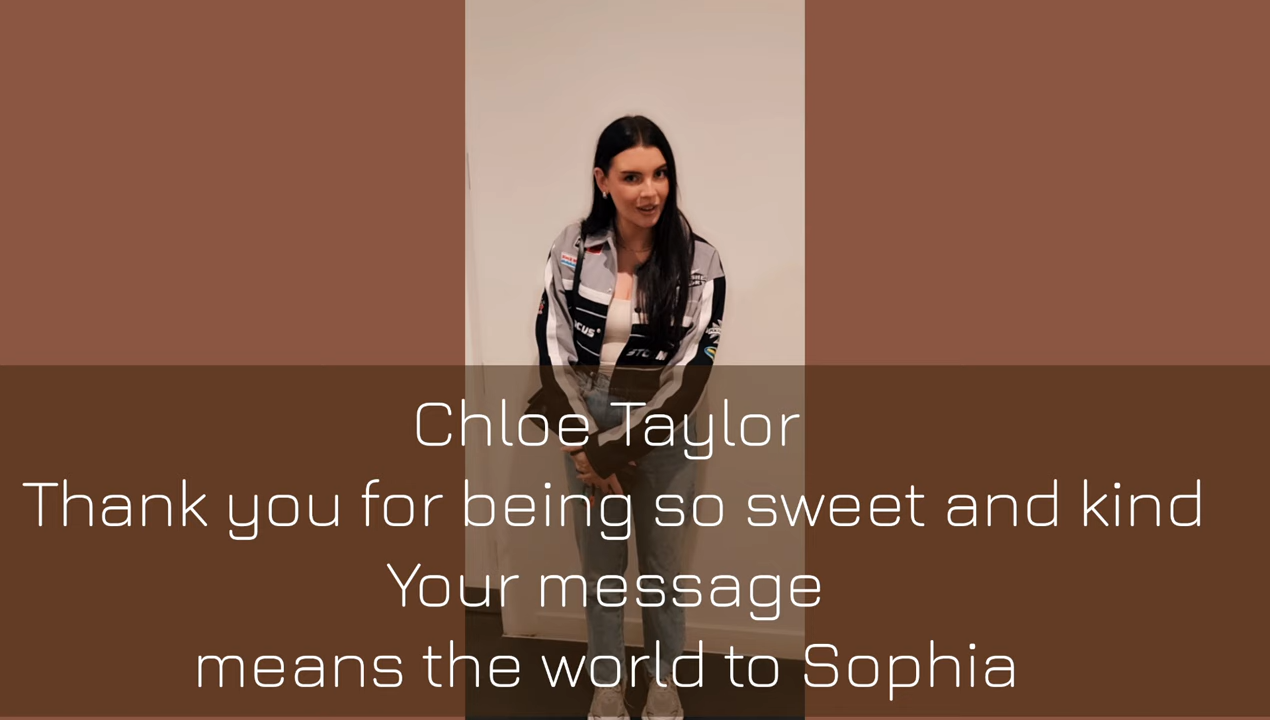 Chloe Taylor
Thank you for being so sweet and kind
Your message
means the world to Sophia